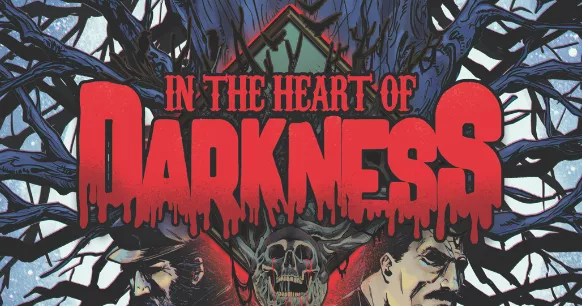 IN THE HEART OF
DARKNESS